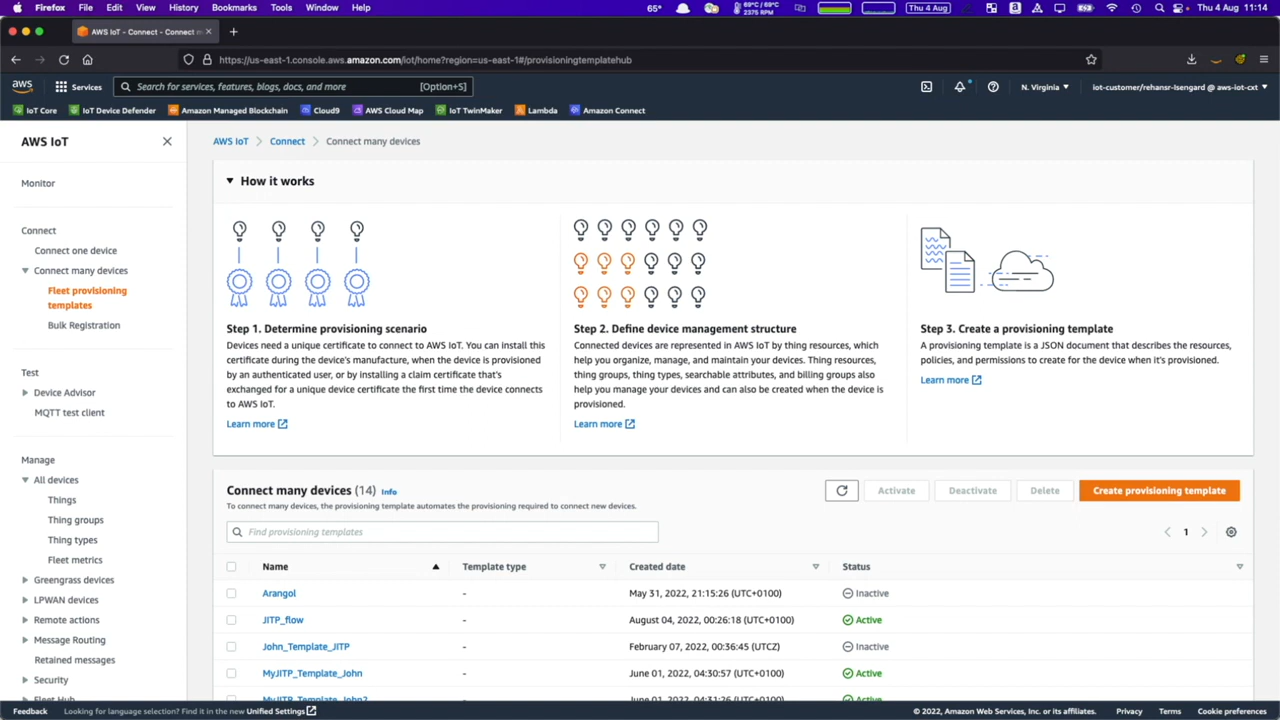 Firefox File Edit View History Bookmarks Tools Window Help 65° 69°C / 69°C 2375 RPM Thu 4 Aug Thu 4 Aug 11:14
AWS IoT - Connect - Connect m
https://us-east-1.console.aws.amazon.com/iot/home?region=us-east-1#/provisioningtemplatehub
aws Services Search for services, features, blogs, docs, and more [Option+S] N. Virginia iot-customer/rehansr-Isengard @ aws-iot-cxt
IoT Core IoT Device Defender Amazon Managed Blockchain Cloud9 AWS Cloud Map IoT TwinMaker Lambda Amazon Connect
AWS IoT
Monitor
Connect
Connect one device
Connect many devices
Fleet provisioning
templates
Bulk Registration
Test
Device Advisor
MQTT test client
Manage
All devices
Things
Thing groups
Thing types
Fleet metrics
Greengrass devices
LPWAN devices
Remote actions
Message Routing
Retained messages
Security
Fleet Hub
AWS IoT > Connect > Connect many devices
How it works
Step 1. Determine provisioning scenario
Devices need a unique certificate to connect to AWS IoT. You can install this
certificate during the device's manufacture, when the device is provisioned
by an authenticated user, or by installing a claim certificate that's
exchanged for a unique device certificate the first time the device connects
to AWS IoT.
Learn more
Step 2. Define device management structure
Connected devices are represented in AWS IoT by thing resources, which
help you organize, manage, and maintain your devices. Thing resources,
thing groups, thing types, searchable attributes, and billing groups also
help you manage your devices and can also be created when the device is
provisioned.
Learn more
Step 3. Create a provisioning template
A provisioning template is a JSON document that describes the resources,
policies, and permissions to create for the device when it's provisioned.
Learn more
Connect many devices (14) Info
To connect many devices, the provisioning template automates the provisioning required to connect new devices.
Activate Deactivate Delete Create provisioning template
Find provisioning templates
1
Name Template type Created date Status
Arangol - May 31, 2022, 21:15:26 (UTC+0100) Inactive
JITP_flow - August 04, 2022, 00:26:18 (UTC+0100) Active
John_Template_JITP - February 07, 2022, 00:36:45 (UTCZ) Inactive
MyJITP_Template_John - June 01, 2022, 04:30:57 (UTC+0100) Active
MyJITP_Template_John2 - June 01, 2022, 04:31:26 (UTC+0100) Active
Feedback Looking for language selection? Find it in the new Unified Settings © 2022, Amazon Web Services, Inc. or its affiliates. Privacy Terms Cookie preferences